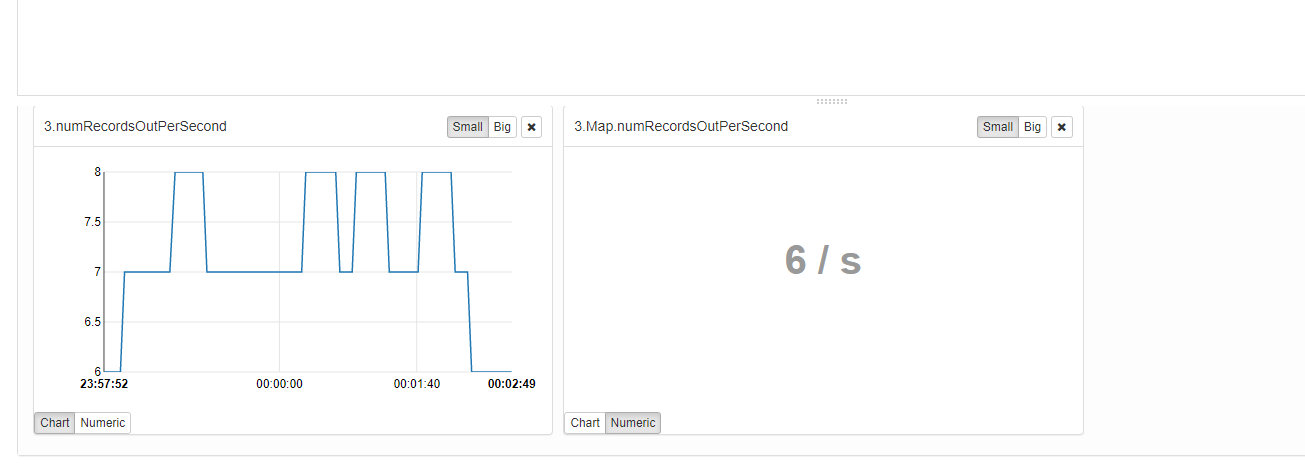 3.numRecordsOutPerSecond Small Big ✖
8
7.5
7
6.5
6
23:57:52 00:00:00 00:01:40 00:02:49
Chart Numeric
3.Map.numRecordsOutPerSecond Small Big ✖
6 / s
Chart Numeric